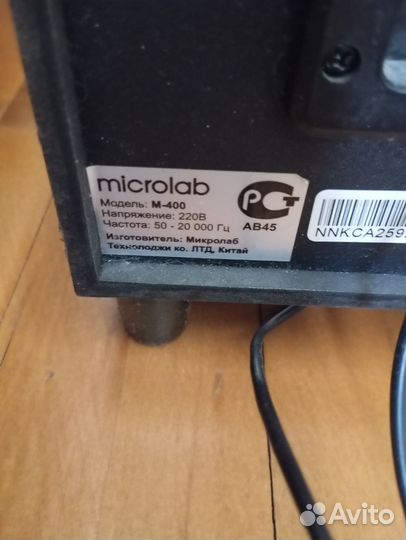 microlab
Модель: M-400
Напряжение: 220В
Частота: 50 - 20 000 Гц
Изготовитель: Микролаб
Технолоджи ко. ЛТД, Китай
РСТ
АВ45
NNKCA259
Avito